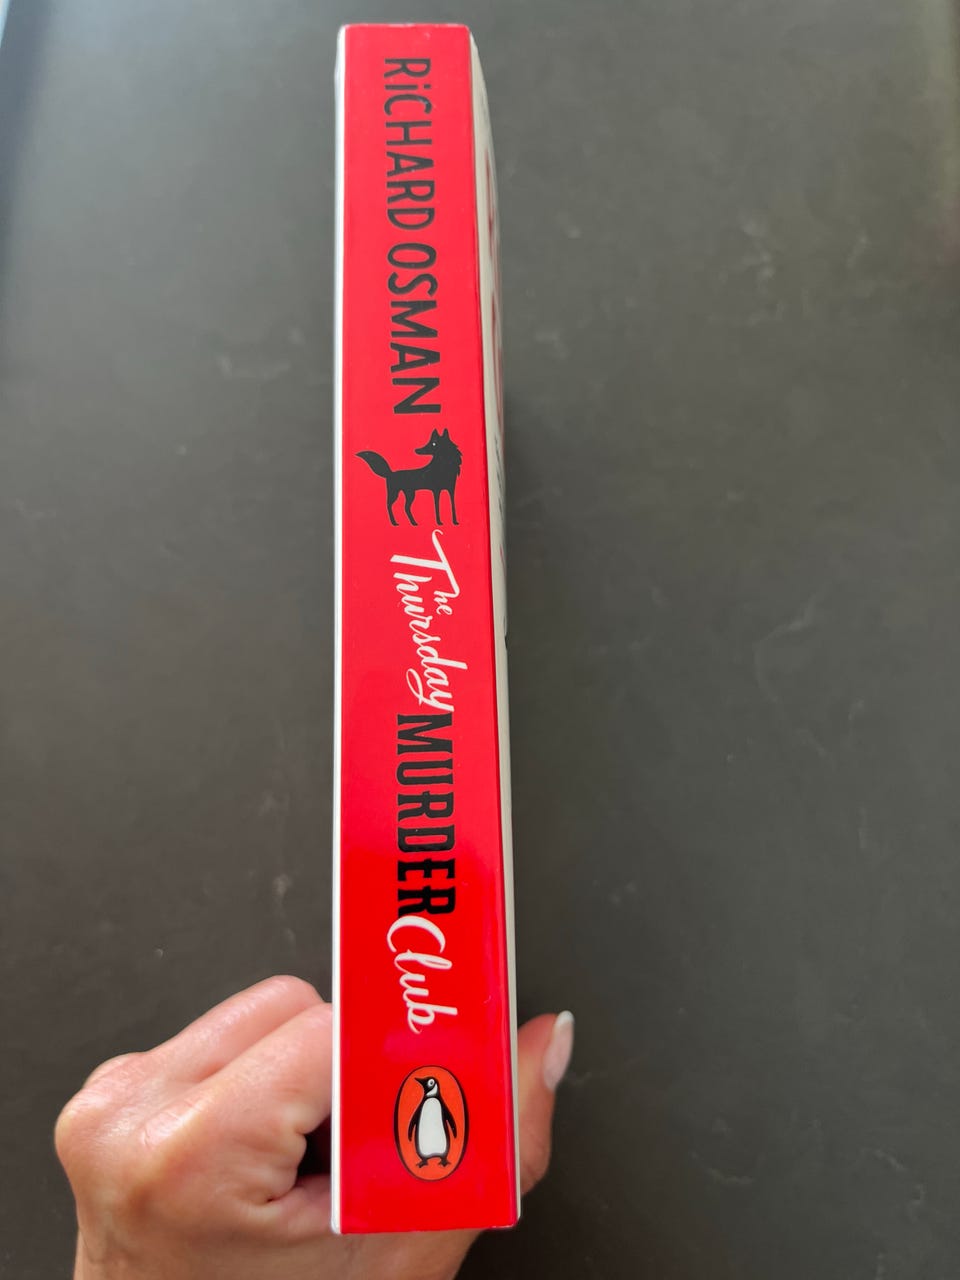 RiCHARD OSMAN
The
Thursday
MURDER
Club